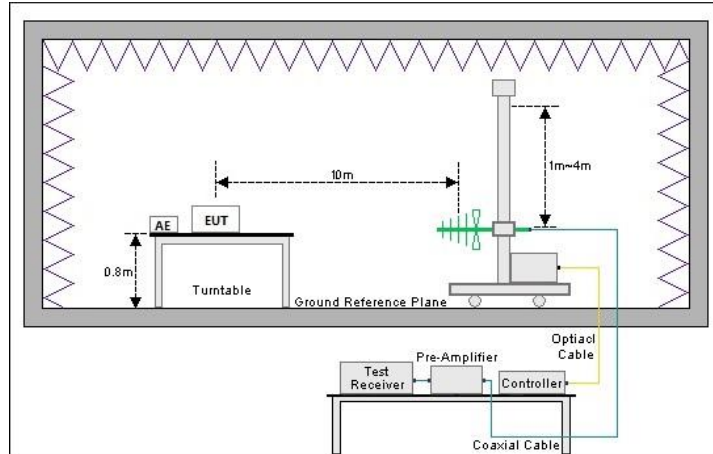 10m
1m~4m
AE
EUT
0.8m
Turntable
Ground Reference Plane
Optiacl
Cable
Pre-Amplifier
Test
Receiver
Controller
Coaxial Cable